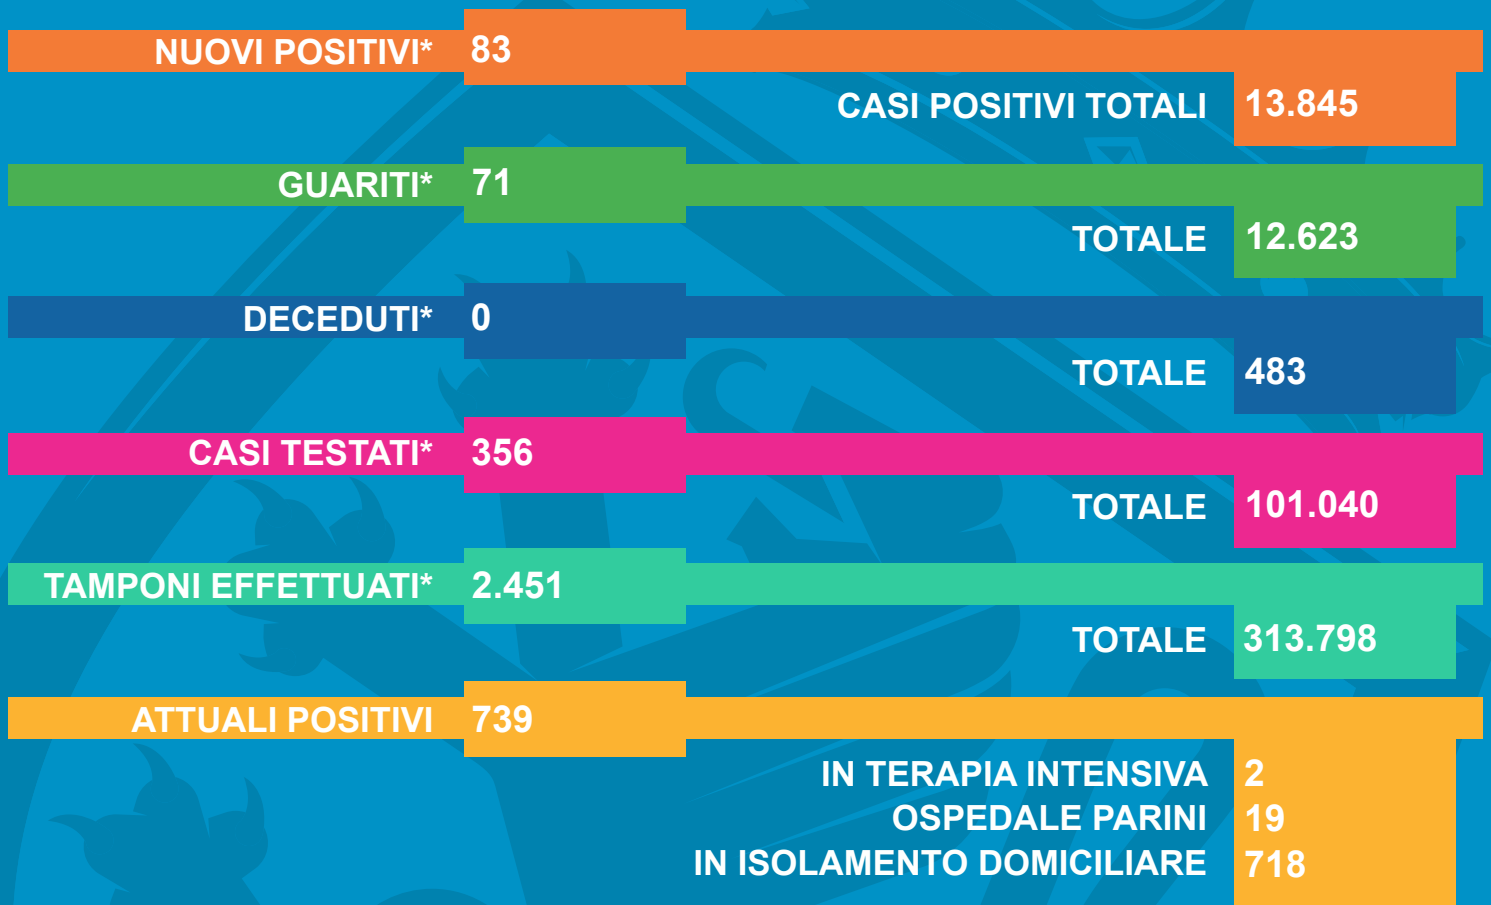 NUOVI POSITIVI* 83
CASI POSITIVI TOTALI 13.845
GUARITI* 71
TOTALE 12.623
DECEDUTI* 0
TOTALE 483
CASI TESTATI* 356
TOTALE 101.040
TAMPONI EFFETTUATI* 2.451
TOTALE 313.798
ATTUALI POSITIVI 739
IN TERAPIA INTENSIVA 2
OSPEDALE PARINI 19
IN ISOLAMENTO DOMICILIARE 718